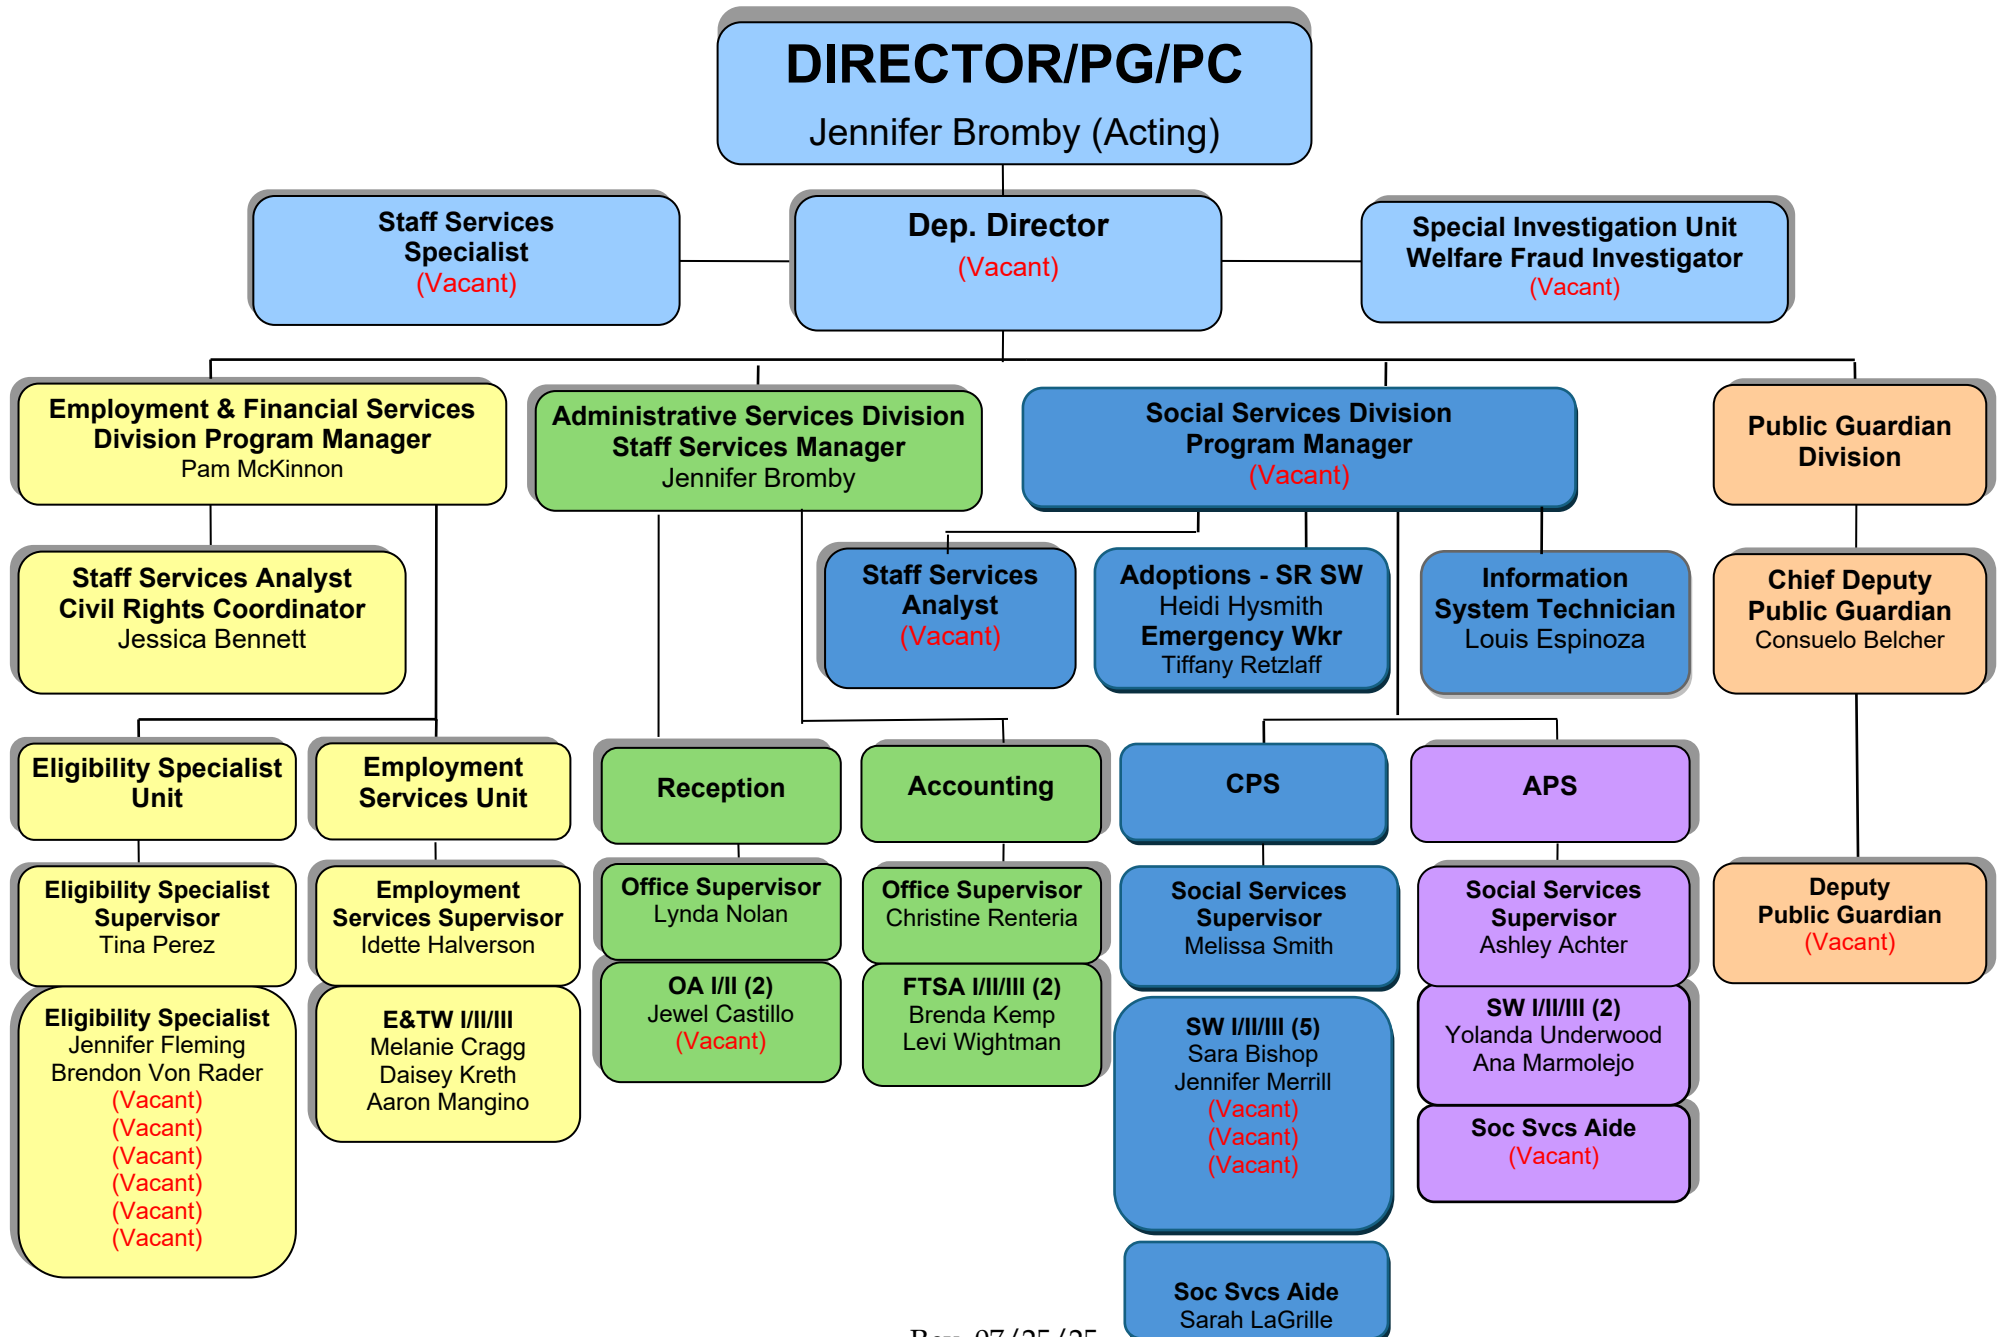 DIRECTOR/PG/PC
Jennifer Bromby (Acting)
Staff Services
Specialist
(Vacant)
Dep. Director
(Vacant)
Special Investigation Unit
Welfare Fraud Investigator
(Vacant)
Employment & Financial Services
Division Program Manager
Pam McKinnon
Administrative Services Division
Staff Services Manager
Jennifer Bromby
Social Services Division
Program Manager
(Vacant)
Public Guardian
Division
Staff Services Analyst
Civil Rights Coordinator
Jessica Bennett
Staff Services
Analyst
(Vacant)
Adoptions - SR SW
Heidi Hysmith
Emergency Wkr
Tiffany Retzlaff
Information
System Technician
Louis Espinoza
Chief Deputy
Public Guardian
Consuelo Belcher
Eligibility Specialist
Unit
Employment
Services Unit
Reception
Accounting
CPS
APS
Eligibility Specialist
Supervisor
Tina Perez
Employment
Services Supervisor
Idette Halverson
Office Supervisor
Lynda Nolan
Office Supervisor
Christine Renteria
Social Services
Supervisor
Melissa Smith
Social Services
Supervisor
Ashley Achter
Deputy
Public Guardian
(Vacant)
Eligibility Specialist
Jennifer Fleming
Brendon Von Rader
(Vacant)
(Vacant)
(Vacant)
(Vacant)
(Vacant)
(Vacant)
E&TW I/II/III
Melanie Cragg
Daisey Kreth
Aaron Mangino
OA I/II (2)
Jewel Castillo
(Vacant)
FTSA I/II/III (2)
Brenda Kemp
Levi Wightman
SW I/II/III (5)
Sara Bishop
Jennifer Merrill
(Vacant)
(Vacant)
(Vacant)
SW I/II/III (2)
Yolanda Underwood
Ana Marmolejo
Soc Svcs Aide
(Vacant)
Soc Svcs Aide
Sarah LaGrille
Rev. 07/25/25